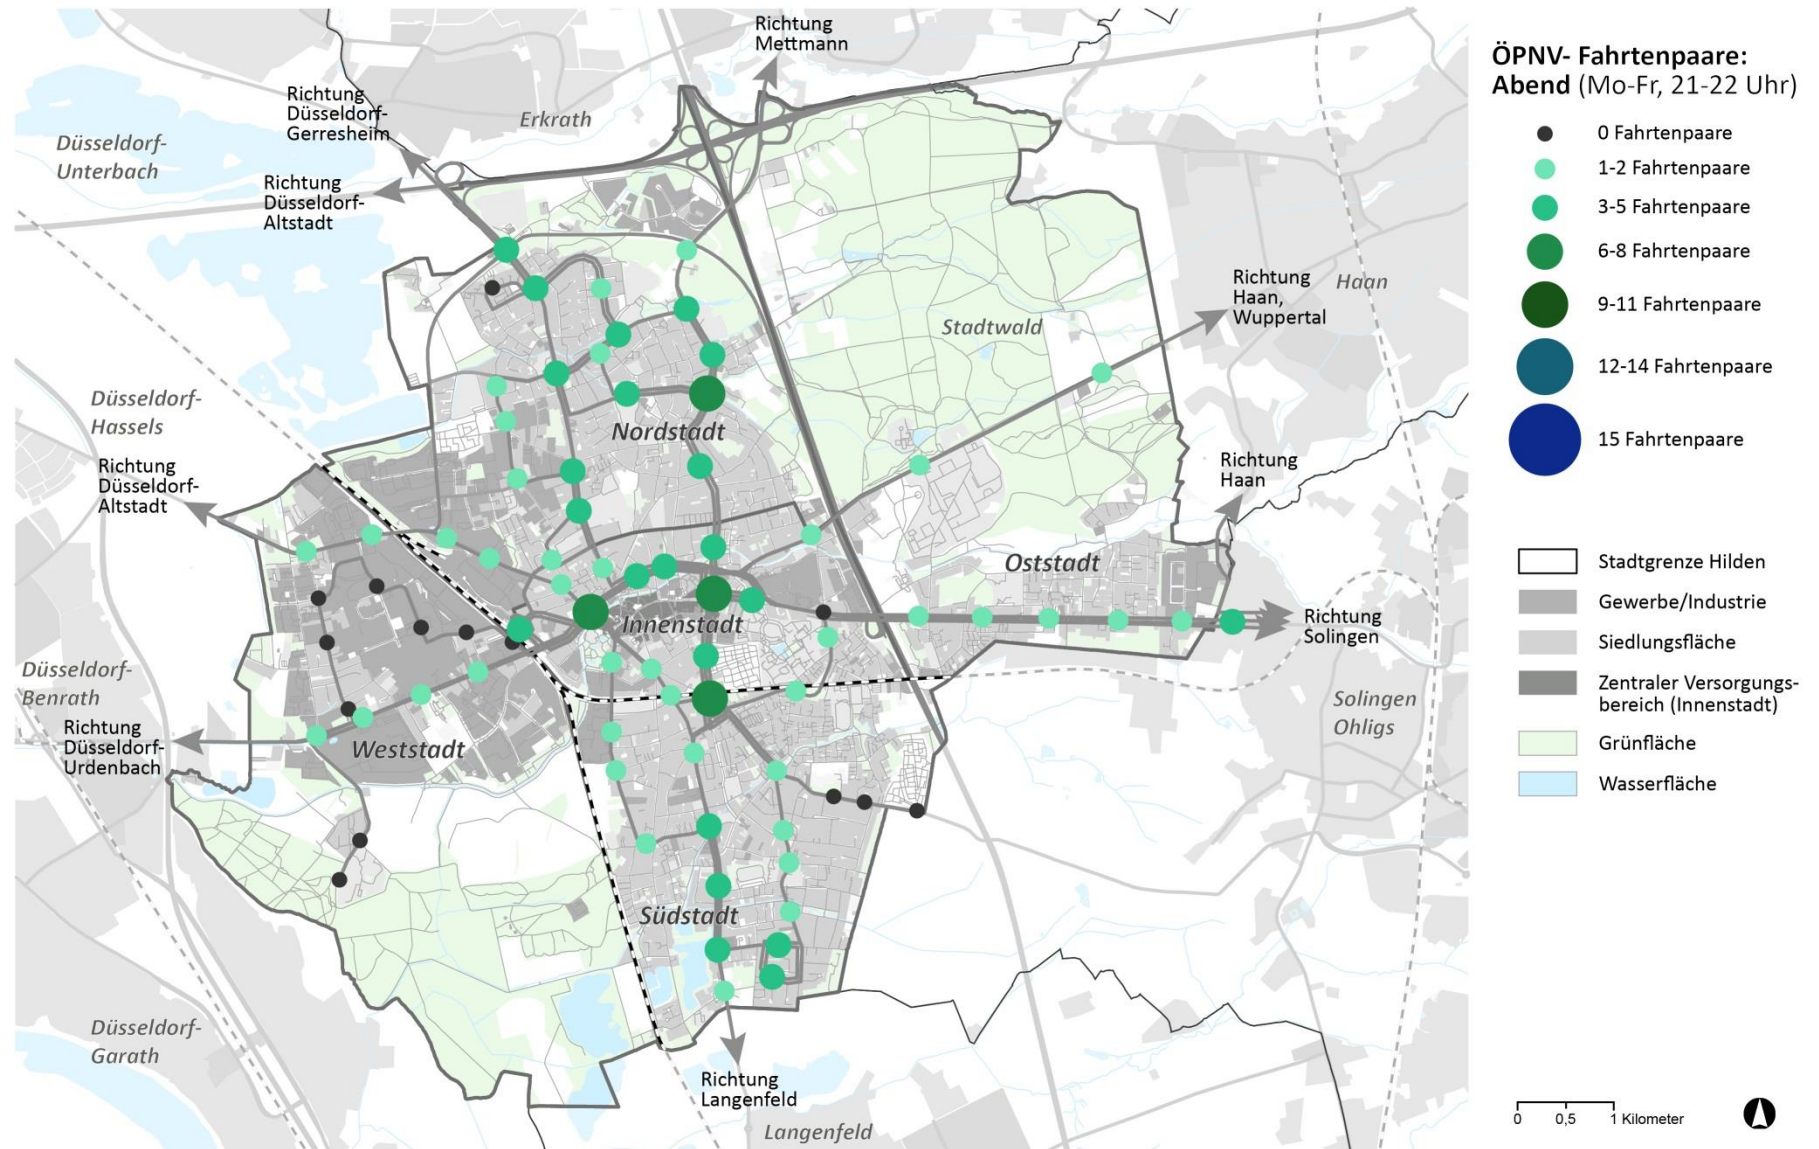 Richtung
Mettmann
Richtung
Düsseldorf-
Gerresheim
Erkrath
Düsseldorf-
Unterbach
Richtung
Düsseldorf-
Altstadt
Richtung
Haan,
Wuppertal
Haan
Stadtwald
Düsseldorf-
Hassels
Nordstadt
Richtung
Düsseldorf-
Altstadt
Richtung
Haan
Oststadt
Innenstadt
Richtung
Solingen
Düsseldorf-
Benrath
Solingen
Ohligs
Richtung
Düsseldorf-
Urdenbach
Weststadt
Südstadt
Düsseldorf-
Garath
Richtung
Langenfeld
Langenfeld
ÖPNV- Fahrtenpaare:
Abend (Mo-Fr, 21-22 Uhr)
0 Fahrtenpaare
1-2 Fahrtenpaare
3-5 Fahrtenpaare
6-8 Fahrtenpaare
9-11 Fahrtenpaare
12-14 Fahrtenpaare
15 Fahrtenpaare
Stadtgrenze Hilden
Gewerbe/Industrie
Siedlungsfläche
Zentraler Versorgungs-
bereich (Innenstadt)
Grünfläche
Wasserfläche
0 0,5 1 Kilometer